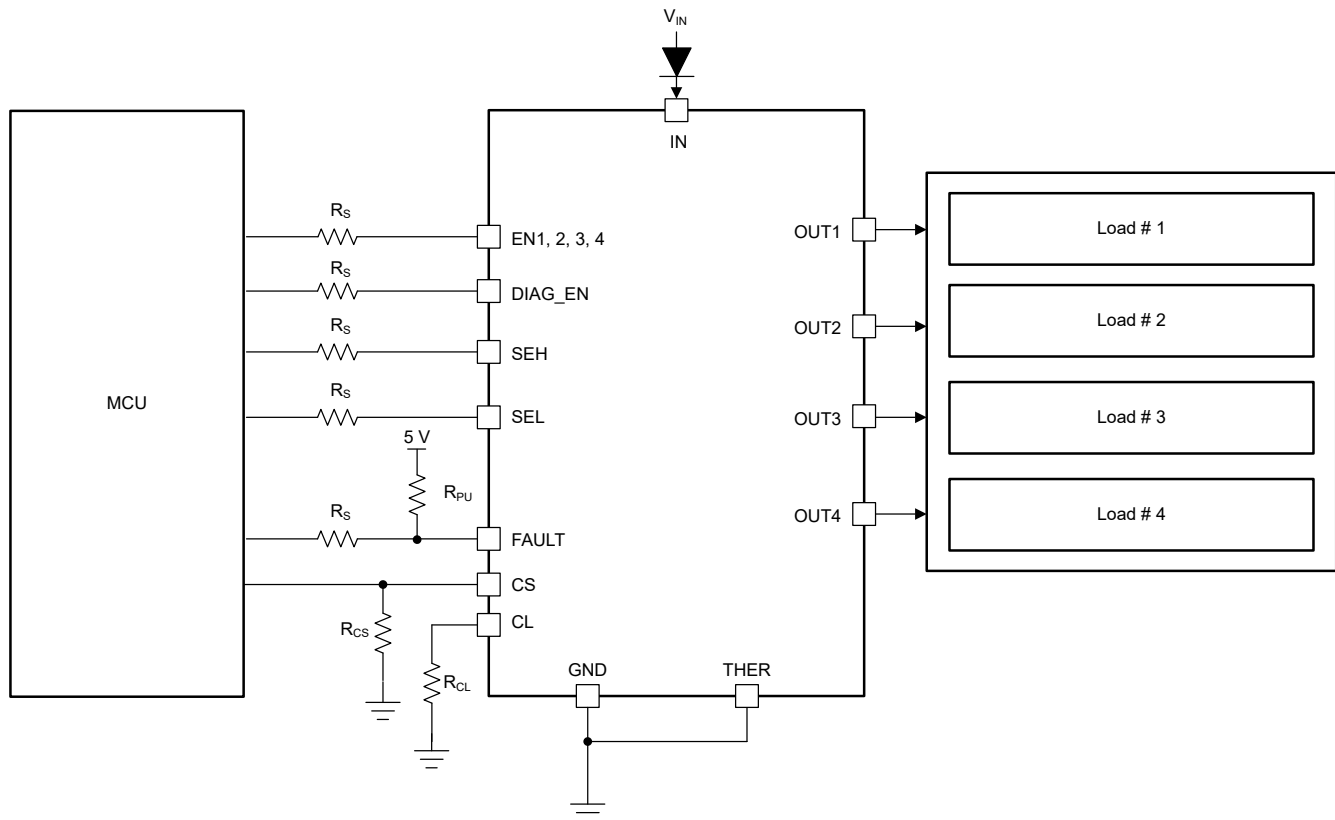 V_IN
IN
R_S
EN1, 2, 3, 4
OUT1
Load # 1
R_S
DIAG_EN
Load # 2
OUT2
R_S
SEH
MCU
R_S
SEL
OUT3
Load # 3
5 V
R_PU
R_S
FAULT
OUT4
Load # 4
CS
R_CS
CL
R_CL
GND
THER